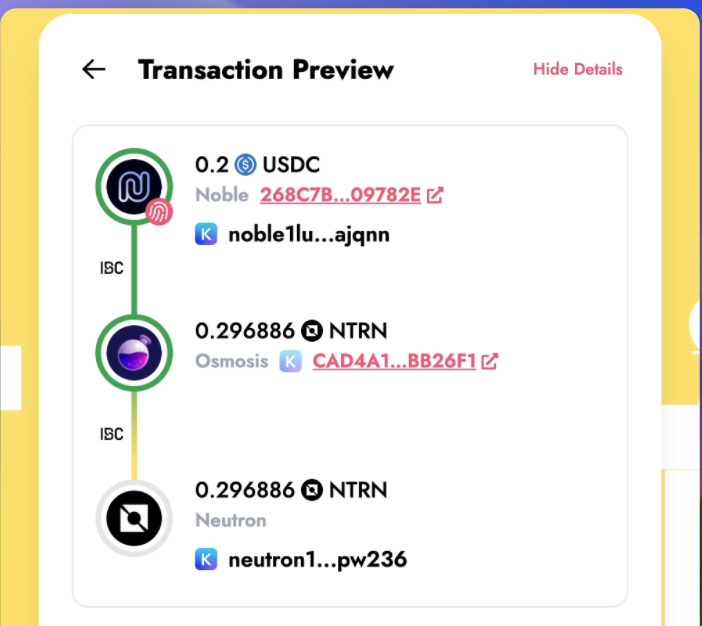 Transaction Preview
Hide Details
0.2 USDC
Noble 268C7B...09782E
K noble1lu...ajqnn
IBC
0.296886 NTRN
Osmosis K CAD4A1...BB26F1
IBC
0.296886 NTRN
Neutron
K neutron1...pw236